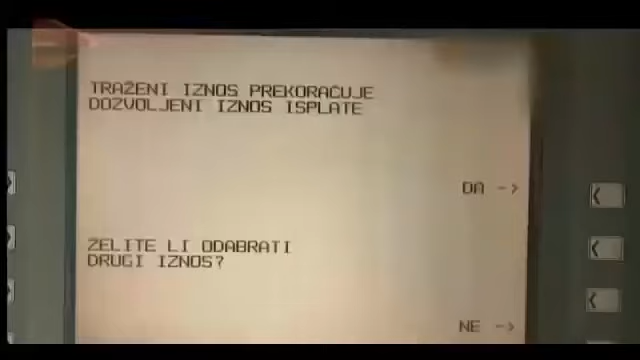 TRAŽENI IZNOS PREKORAČUJE
DOZVOLJENI IZNOS ISPLATE
DA -->
ŽELITE LI ODABRATI
DRUGI IZNOS?
NE -->